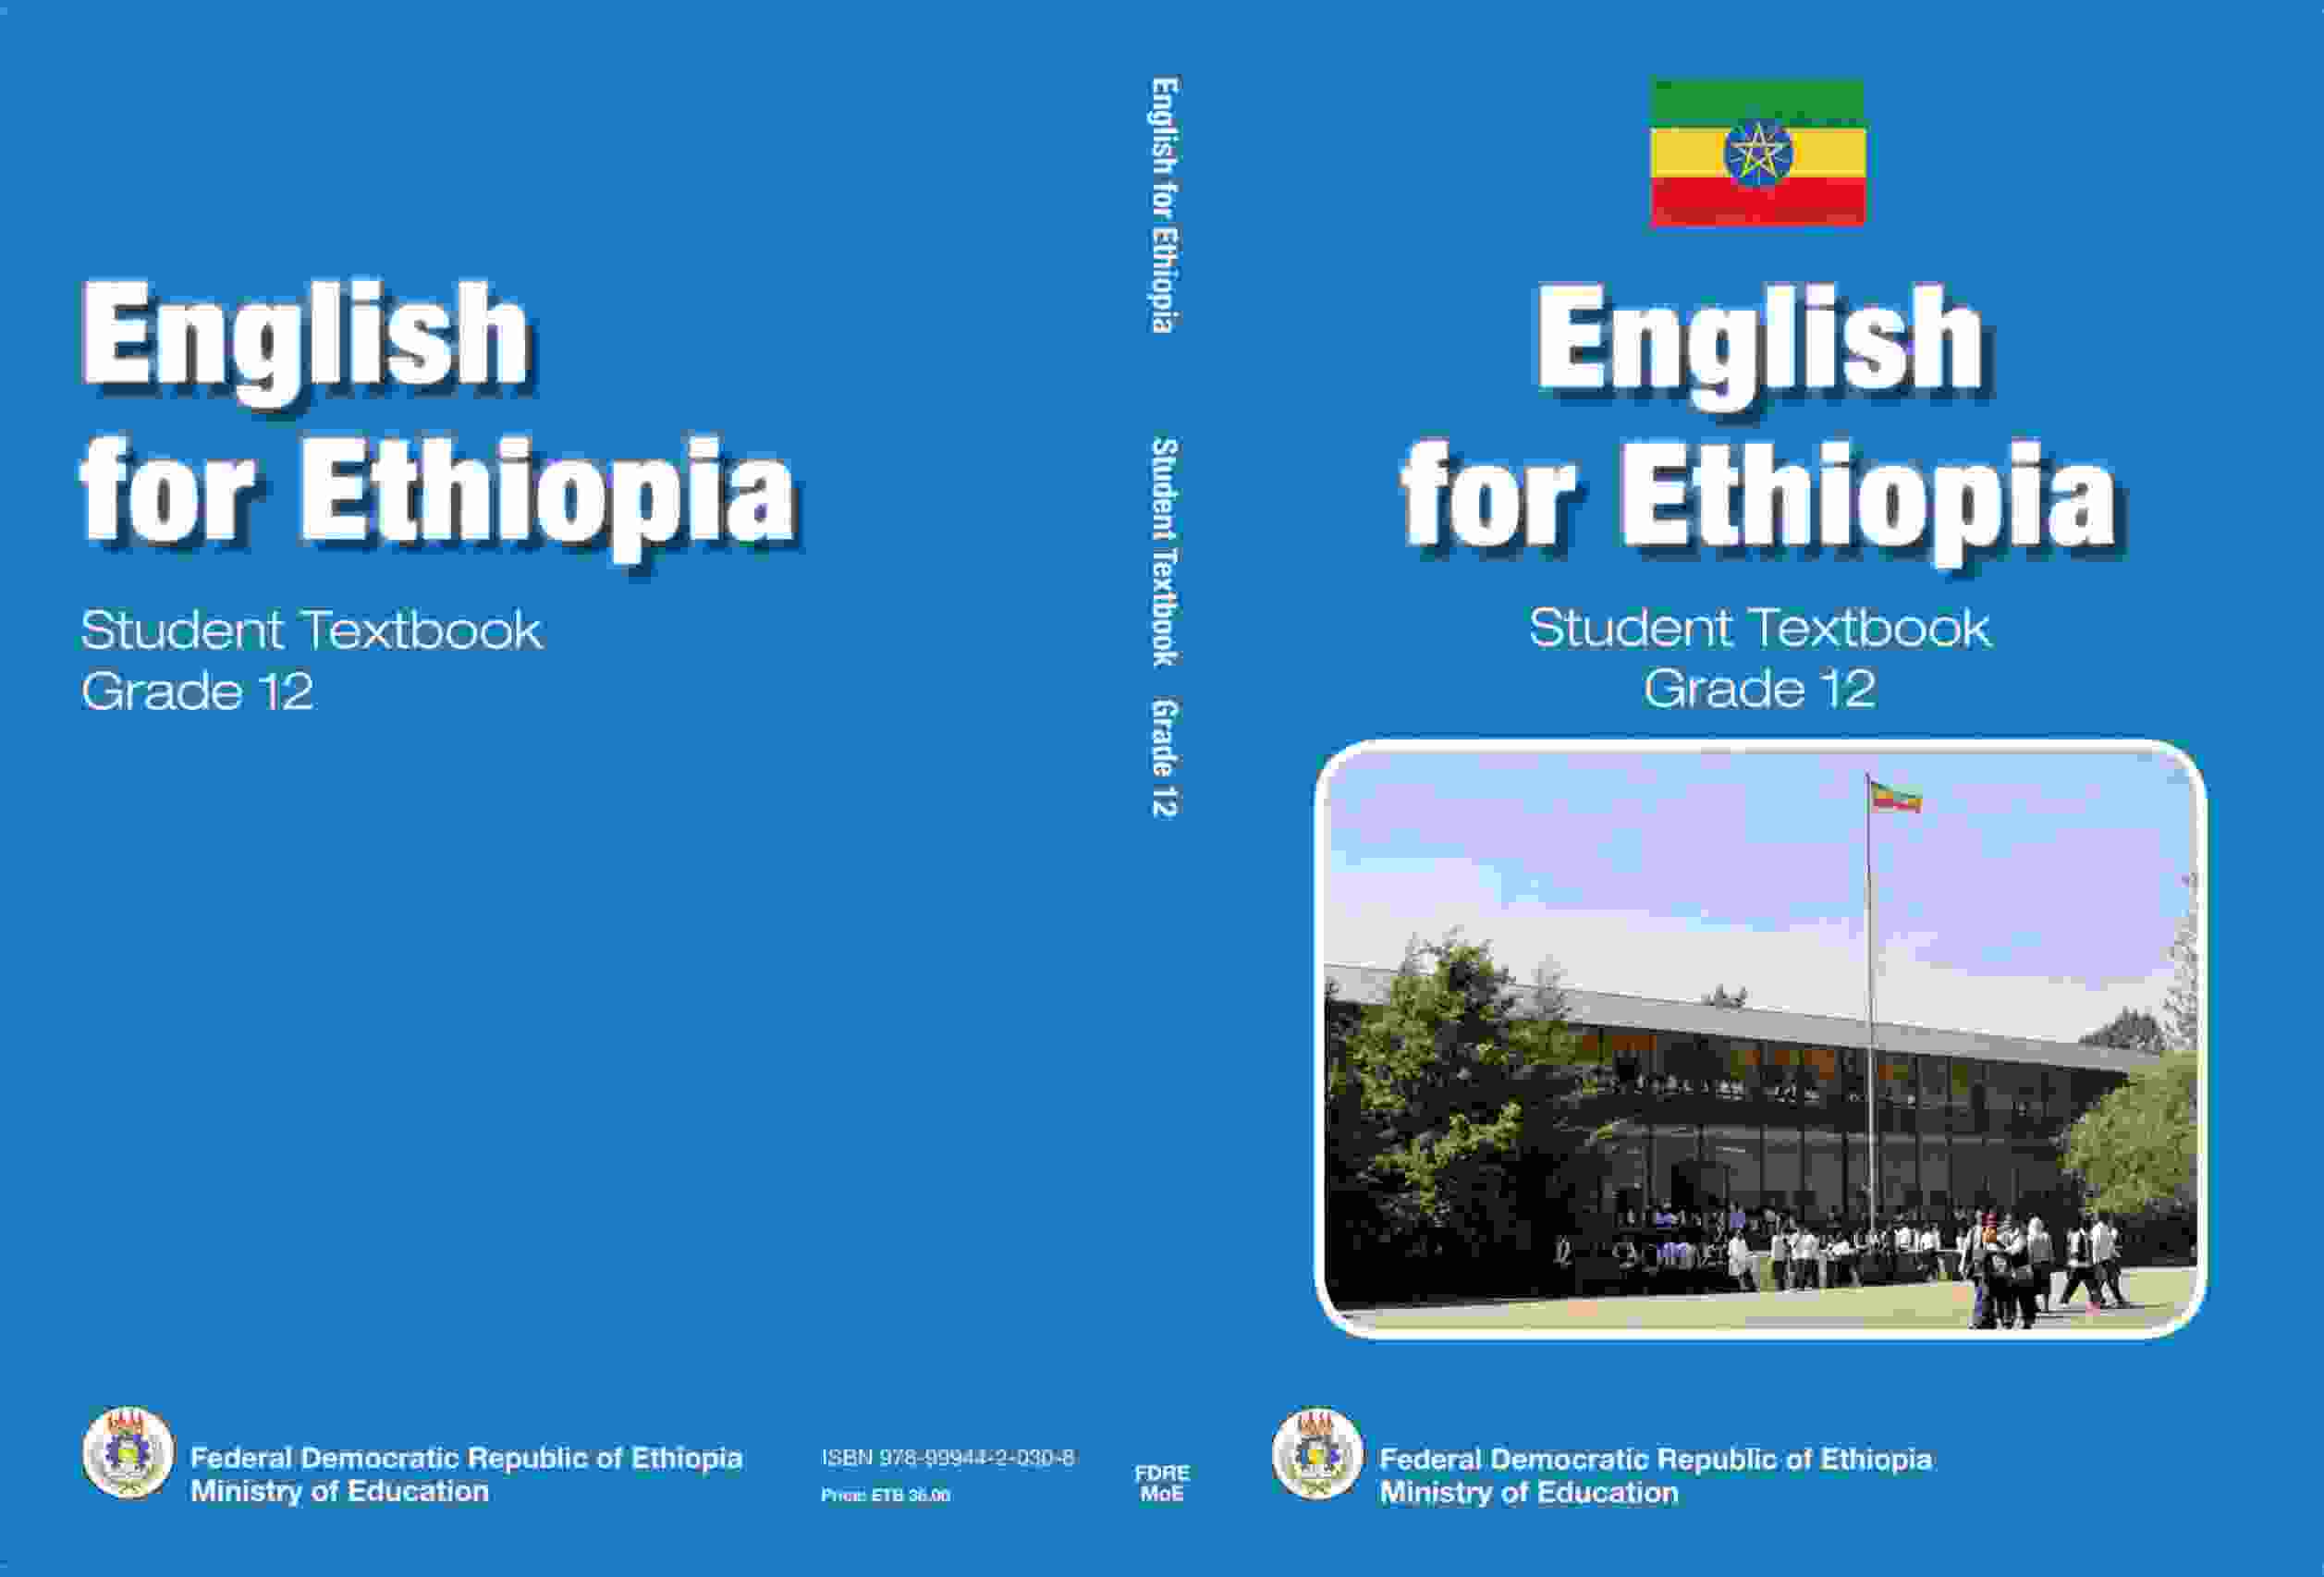 English
for Ethiopia
Student Textbook
Grade 12
Federal Democratic Republic of Ethiopia
Ministry of Education
ISBN 978-99944-2-030-8
Price: ETB 36.00
English for Ethiopia Student Textbook Grade 12
FDRE
MoE
English
for Ethiopia
Student Textbook
Grade 12
Federal Democratic Republic of Ethiopia
Ministry of Education